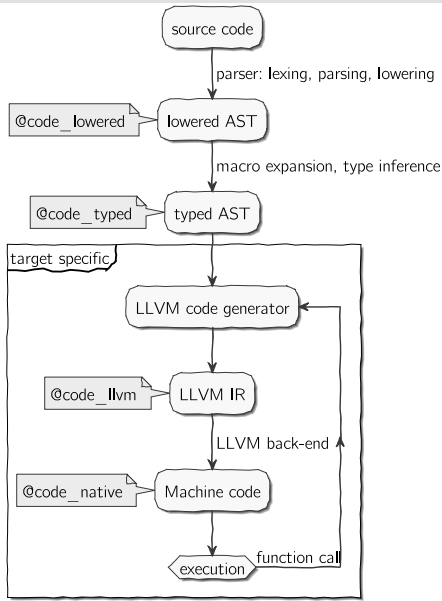 source code
parser: lexing, parsing, lowering
@code_lowered
lowered AST
macro expansion, type inference
@code_typed
typed AST
target specific
LLVM code generator
@code_llvm
LLVM IR
LLVM back-end
@code_native
Machine code
function call
execution